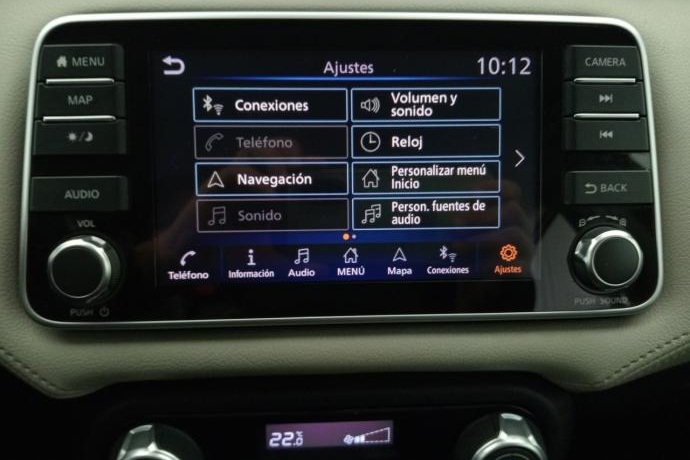 MENU
MAP
AUDIO
VOL
PUSH
Ajustes
10:12
Conexiones
Volumen y
sonido
Teléfono
Reloj
Navegación
Personalizar menú
Inicio
Sonido
Person. fuentes de
audio
Teléfono
Información
Audio
MENÚ
Mapa
Conexiones
Ajustes
CAMERA
BACK
PUSH SOUND
22.0